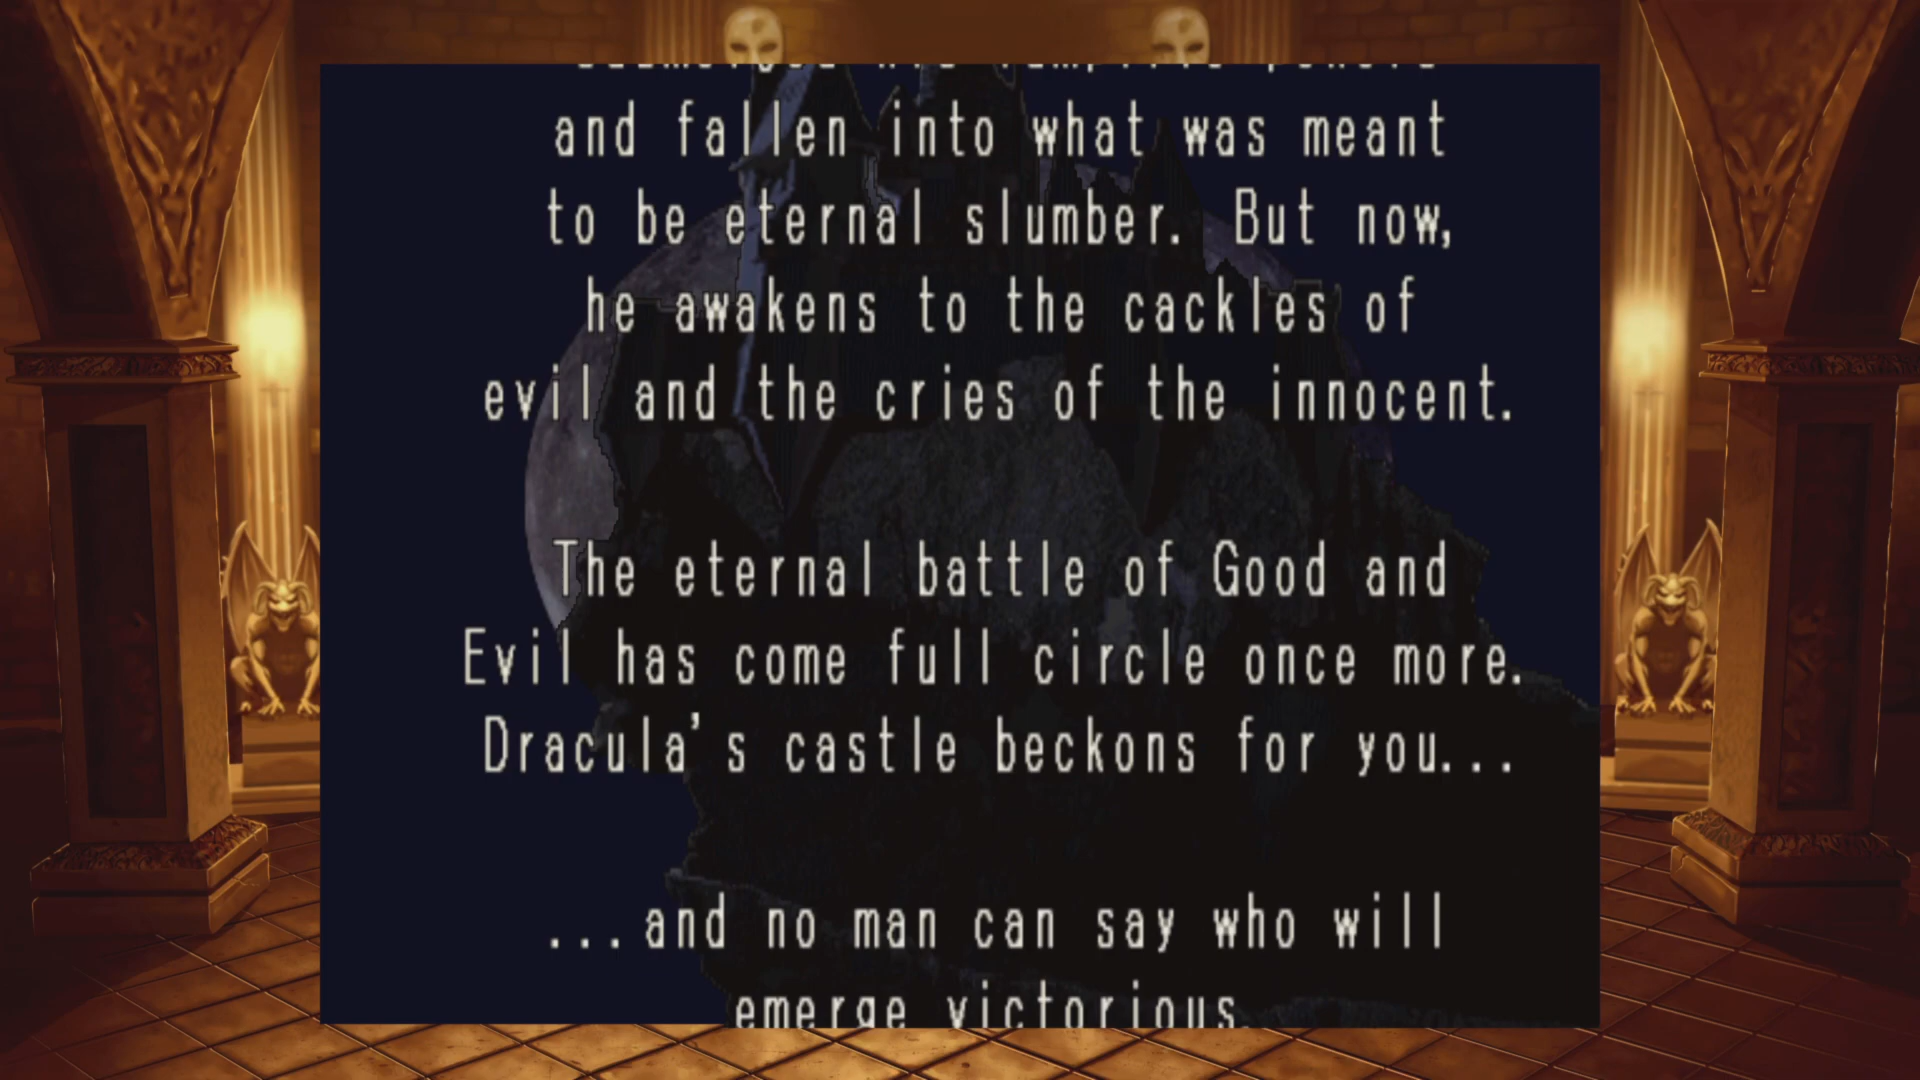 and fallen into what was meant
to be eternal slumber. But now,
he awakens to the cackles of
evil and the cries of the innocent.
The eternal battle of Good and
Evil has come full circle once more.
Dracula's castle beckons for you...
...and no man can say who will
emerge victorious.